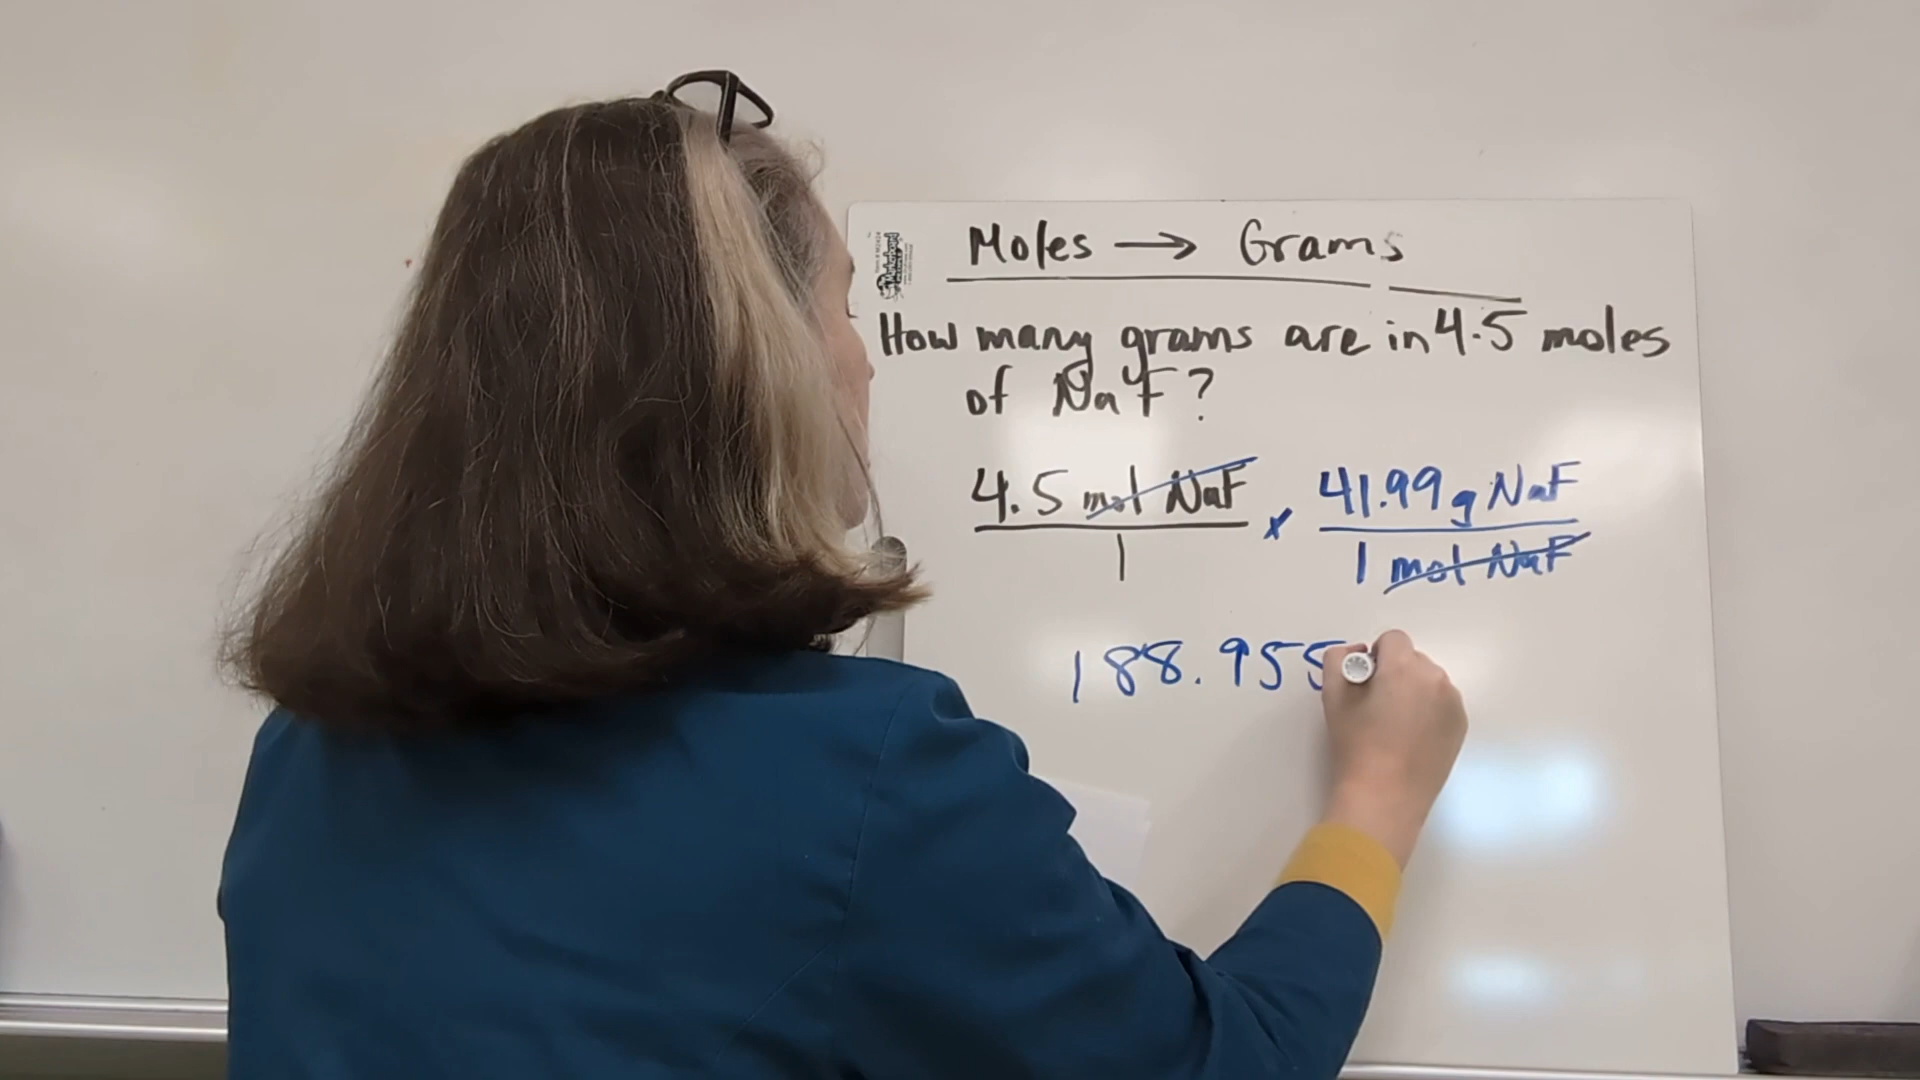 Moles → Grams
How many grams are in 4.5 moles
of NaF?
4.5 mol NaF x 41.99 g NaF
1 1 mol NaF
188.955
Markerboard